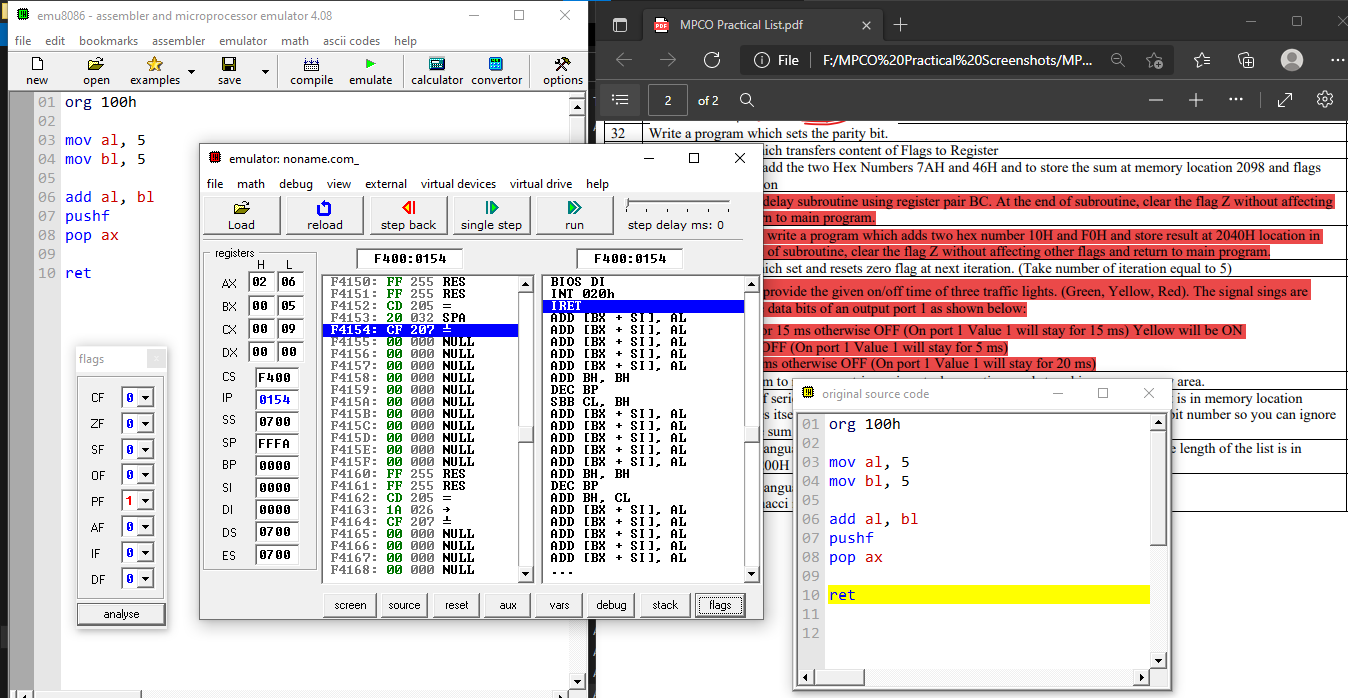 emu8086 - assembler and microprocessor emulator 4.08
file edit bookmarks assembler emulator math ascii codes help
new open examples save compile emulate calculator convertor options
01 org 100h
02
03 mov al, 5
04 mov bl, 5
05
06 add al, bl
07 pushf
08 pop ax
09
10 ret
flags
CF 0
ZF 0
SF 0
OF 0
PF 1
AF 0
IF 0
DF 0
analyse
emulator: noname.com_
file math debug view external virtual devices virtual drive help
Load reload step back single step run step delay ms: 0
registers
F400:0154 F400:0154
H L
AX 02 06
BX 00 05
CX 00 09
DX 00 00
CS F400
IP 0154
SS 0700
SP FFFA
BP 0000
SI 0000
DI 0000
DS 0700
ES 0700
F4150: FF 255 RES
F4151: FF 255 RES
F4152: CD 205 =
F4153: 20 032 SPA
F4154: CF 207 ╧
F4155: 00 000 NULL
F4156: 00 000 NULL
F4157: 00 000 NULL
F4158: 00 000 NULL
F4159: 00 000 NULL
F415A: 00 000 NULL
F415B: 00 000 NULL
F415C: 00 000 NULL
F415D: 00 000 NULL
F415E: 00 000 NULL
F415F: 00 000 NULL
F4160: FF 255 RES
F4161: FF 255 RES
F4162: CD 205 =
F4163: 1A 026 →
F4164: CF 207 ╧
F4165: 00 000 NULL
F4166: 00 000 NULL
F4167: 00 000 NULL
F4168: 00 000 NULL
BIOS DI
INT 020h
IRET
ADD [BX + SI], AL
ADD [BX + SI], AL
ADD [BX + SI], AL
ADD [BX + SI], AL
ADD [BX + SI], AL
ADD BH, BH
DEC BP
SBB CL, BH
ADD [BX + SI], AL
ADD [BX + SI], AL
ADD [BX + SI], AL
ADD [BX + SI], AL
ADD [BX + SI], AL
ADD BH, BH
DEC BP
ADD BH, CL
ADD [BX + SI], AL
ADD [BX + SI], AL
ADD [BX + SI], AL
ADD [BX + SI], AL
ADD [BX + SI], AL
...
screen source reset aux vars debug stack flags
MPCO Practical List.pdf
File F:/MPCO%20Practical%20Screenshots/MP...
2 of 2
32 Write a program which sets the parity bit.
ich transfers content of Flags to Register
add the two Hex Numbers 7AH and 46H and to store the sum at memory location 2098 and flags
on
delay subroutine using register pair BC. At the end of subroutine, clear the flag Z without affecting
n to main program.
write a program which adds two hex number 10H and F0H and store result at 2040H location in
of subroutine, clear the flag Z without affecting other flags and return to main program.
ich set and resets zero flag at next iteration. (Take number of iteration equal to 5)
provide the given on/off time of three traffic lights. (Green, Yellow, Red). The signal sings are
data bits of an output port 1 as shown below:
or 15 ms otherwise OFF (On port 1 Value 1 will stay for 15 ms) Yellow will be ON
OFF (On port 1 Value 1 will stay for 5 ms)
ms otherwise OFF (On port 1 Value 1 will stay for 20 ms)
area.
is in memory location
bit number so you can ignore
sum
e length of the list is in
00H
nacci
original source code
01 org 100h
02
03 mov al, 5
04 mov bl, 5
05
06 add al, bl
07 pushf
08 pop ax
09
10 ret
11
12